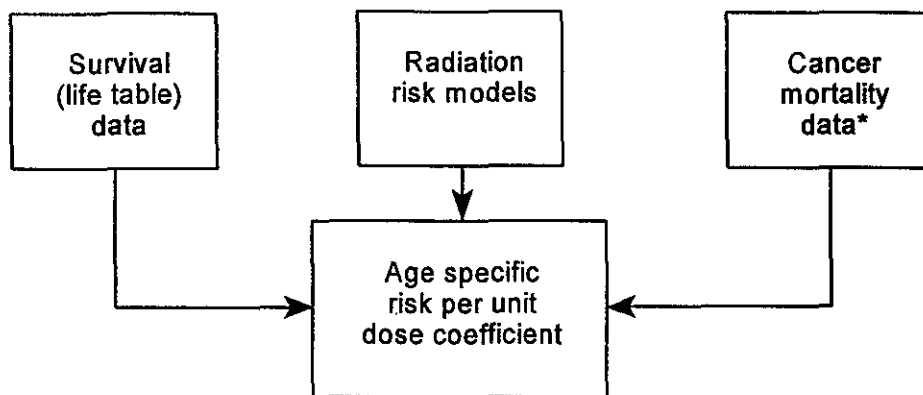 Survival
(life table)
data
Radiation
risk models
Cancer
mortality
data*
Age specific
risk per unit
dose coefficient